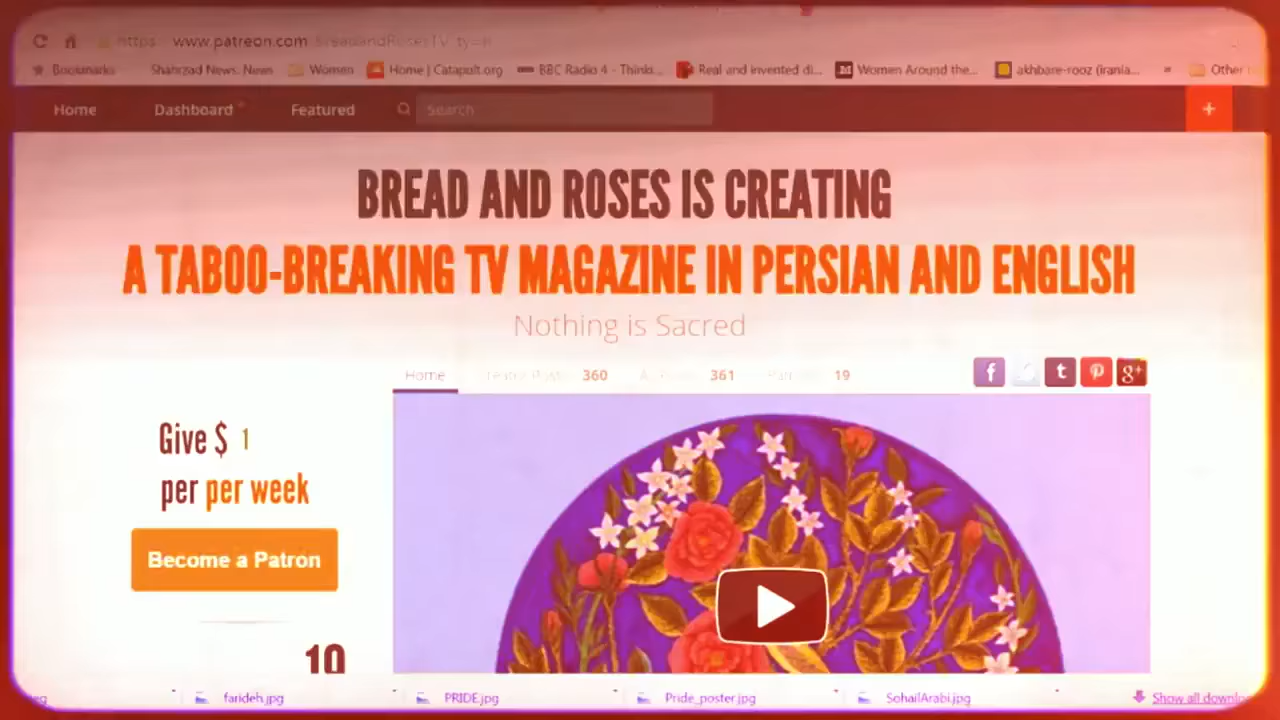 https
www.patreon.com
Bookmarks Shahrzad News. News Women Home | Catapult.org BBC Radio 4 - Think... Real and invented di... Women Around the... akhbare-rooz (irania... » Other
Home Dashboard Featured Search +
BREAD AND ROSES IS CREATING
A TABOO-BREAKING TV MAGAZINE IN PERSIAN AND ENGLISH
Nothing is Sacred
Home 360 361 19
f t g+
Give $ 1
per per week
Become a Patron
10
farideh.jpg PRIDE.jpg Pride_poster.jpg SohailArabi.jpg Show all